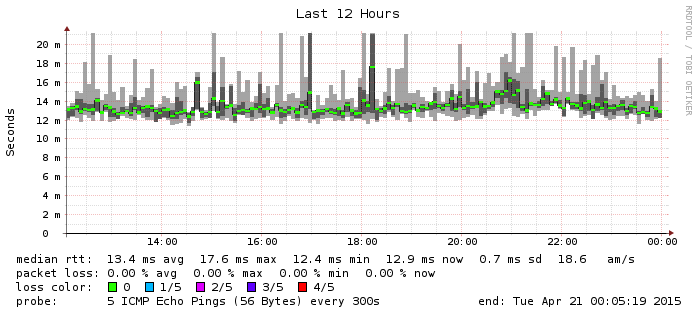 Last 12 Hours
RRDTOOL / TOBI OETIKER
Seconds
20 m
18 m
16 m
14 m
12 m
10 m
8 m
6 m
4 m
2 m
0
14:00 16:00 18:00 20:00 22:00 00:00
median rtt: 13.4 ms avg 17.6 ms max 12.4 ms min 12.9 ms now 0.7 ms sd 18.6 am/s
packet loss: 0.00 % avg 0.00 % max 0.00 % min 0.00 % now
loss color: 0 1/5 2/5 3/5 4/5
probe: 5 ICMP Echo Pings (56 Bytes) every 300s end: Tue Apr 21 00:05:19 2015